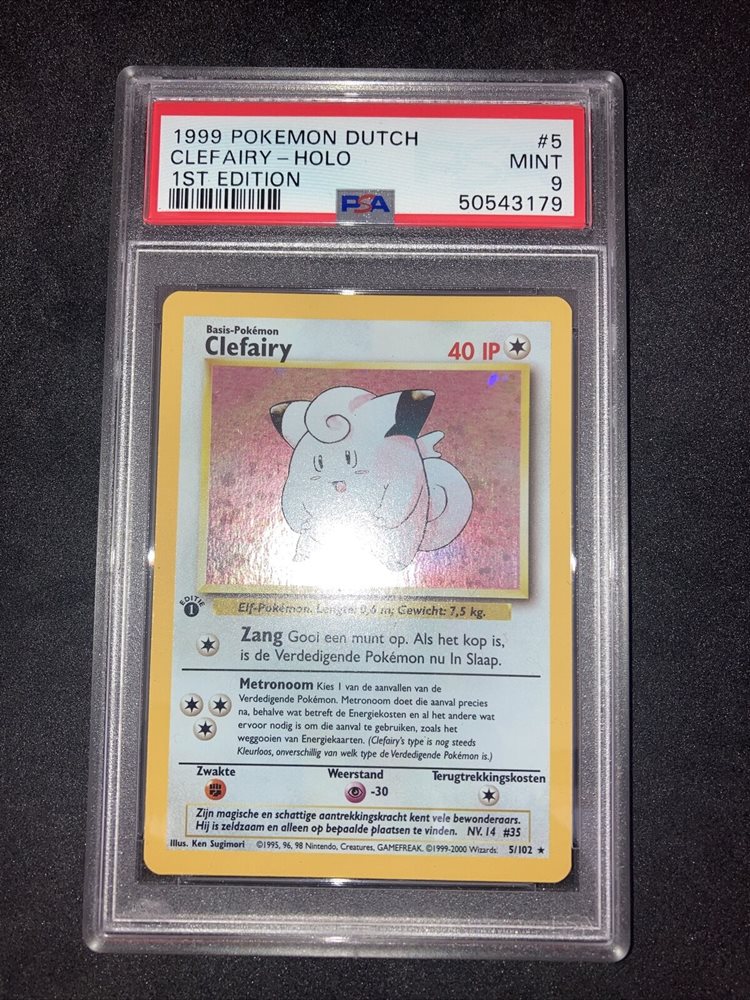 1999 POKEMON DUTCH #5
CLEFAIRY - HOLO MINT
1ST EDITION 9
PSA 50543179
Basis-Pokémon
Clefairy 40 IP
EDITIE
1
Elf-Pokémon. Lengte: 0,6 m; Gewicht: 7,5 kg.
Zang Gooi een munt op. Als het kop is,
is de Verdedigende Pokémon nu In Slaap.
Metronoom Kies 1 van de aanvallen van de
Verdedigende Pokémon. Metronoom doet die aanval precies
na, behalve wat betreft de Energiekosten en al het andere wat
ervoor nodig is om die aanval te gebruiken, zoals het
weggooien van Energiekaarten. (Clefairy's type is nog steeds
Kleurloos, onverschillig van welk type de Verdedigende Pokémon is.)
Zwakte Weerstand Terugtrekkingskosten
-30
Zijn magische en schattige aantrekkingskracht kent vele bewonderaars.
Hij is zeldzaam en alleen op bepaalde plaatsen te vinden. NV. 14 #35
Illus. Ken Sugimori ©1995, 96, 98 Nintendo, Creatures, GAMEFREAK. ©1999-2000 Wizards. 5/102 ★